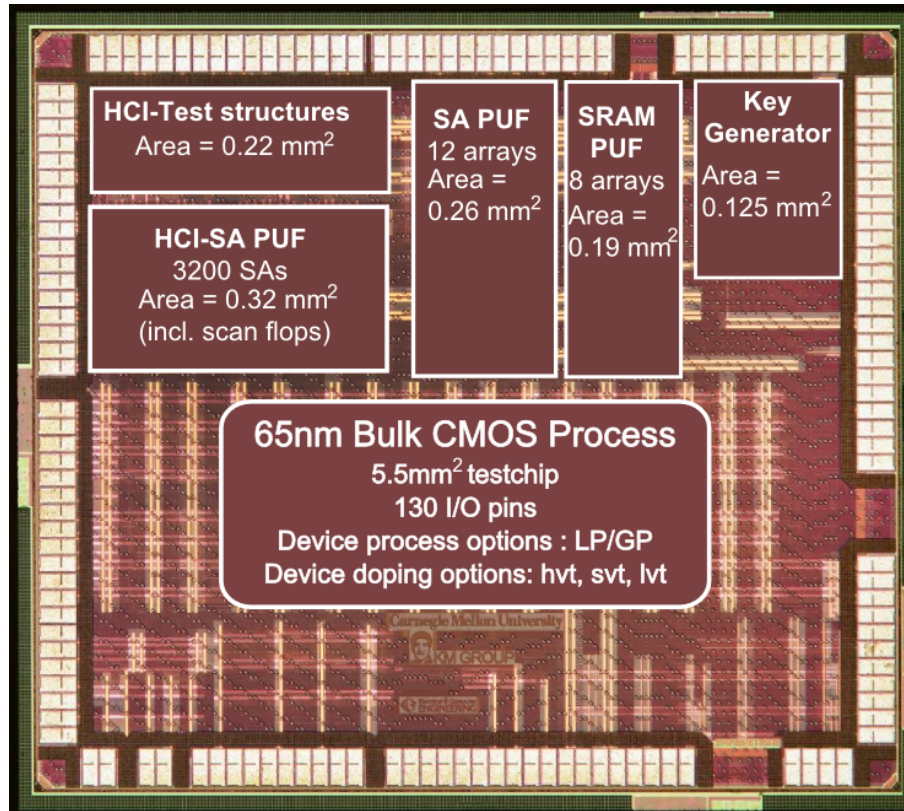 HCI-Test structures
Area = 0.22 mm²
HCI-SA PUF
3200 SAs
Area = 0.32 mm²
(incl. scan flops)
SA PUF
12 arrays
Area =
0.26 mm²
SRAM
PUF
8 arrays
Area =
0.19 mm²
Key
Generator
Area =
0.125 mm²
65nm Bulk CMOS Process
5.5mm² testchip
130 I/O pins
Device process options : LP/GP
Device doping options: hvt, svt, lvt
Carnegie Mellon University
KM GROUP
Electrical & Computer
ENGINEERING